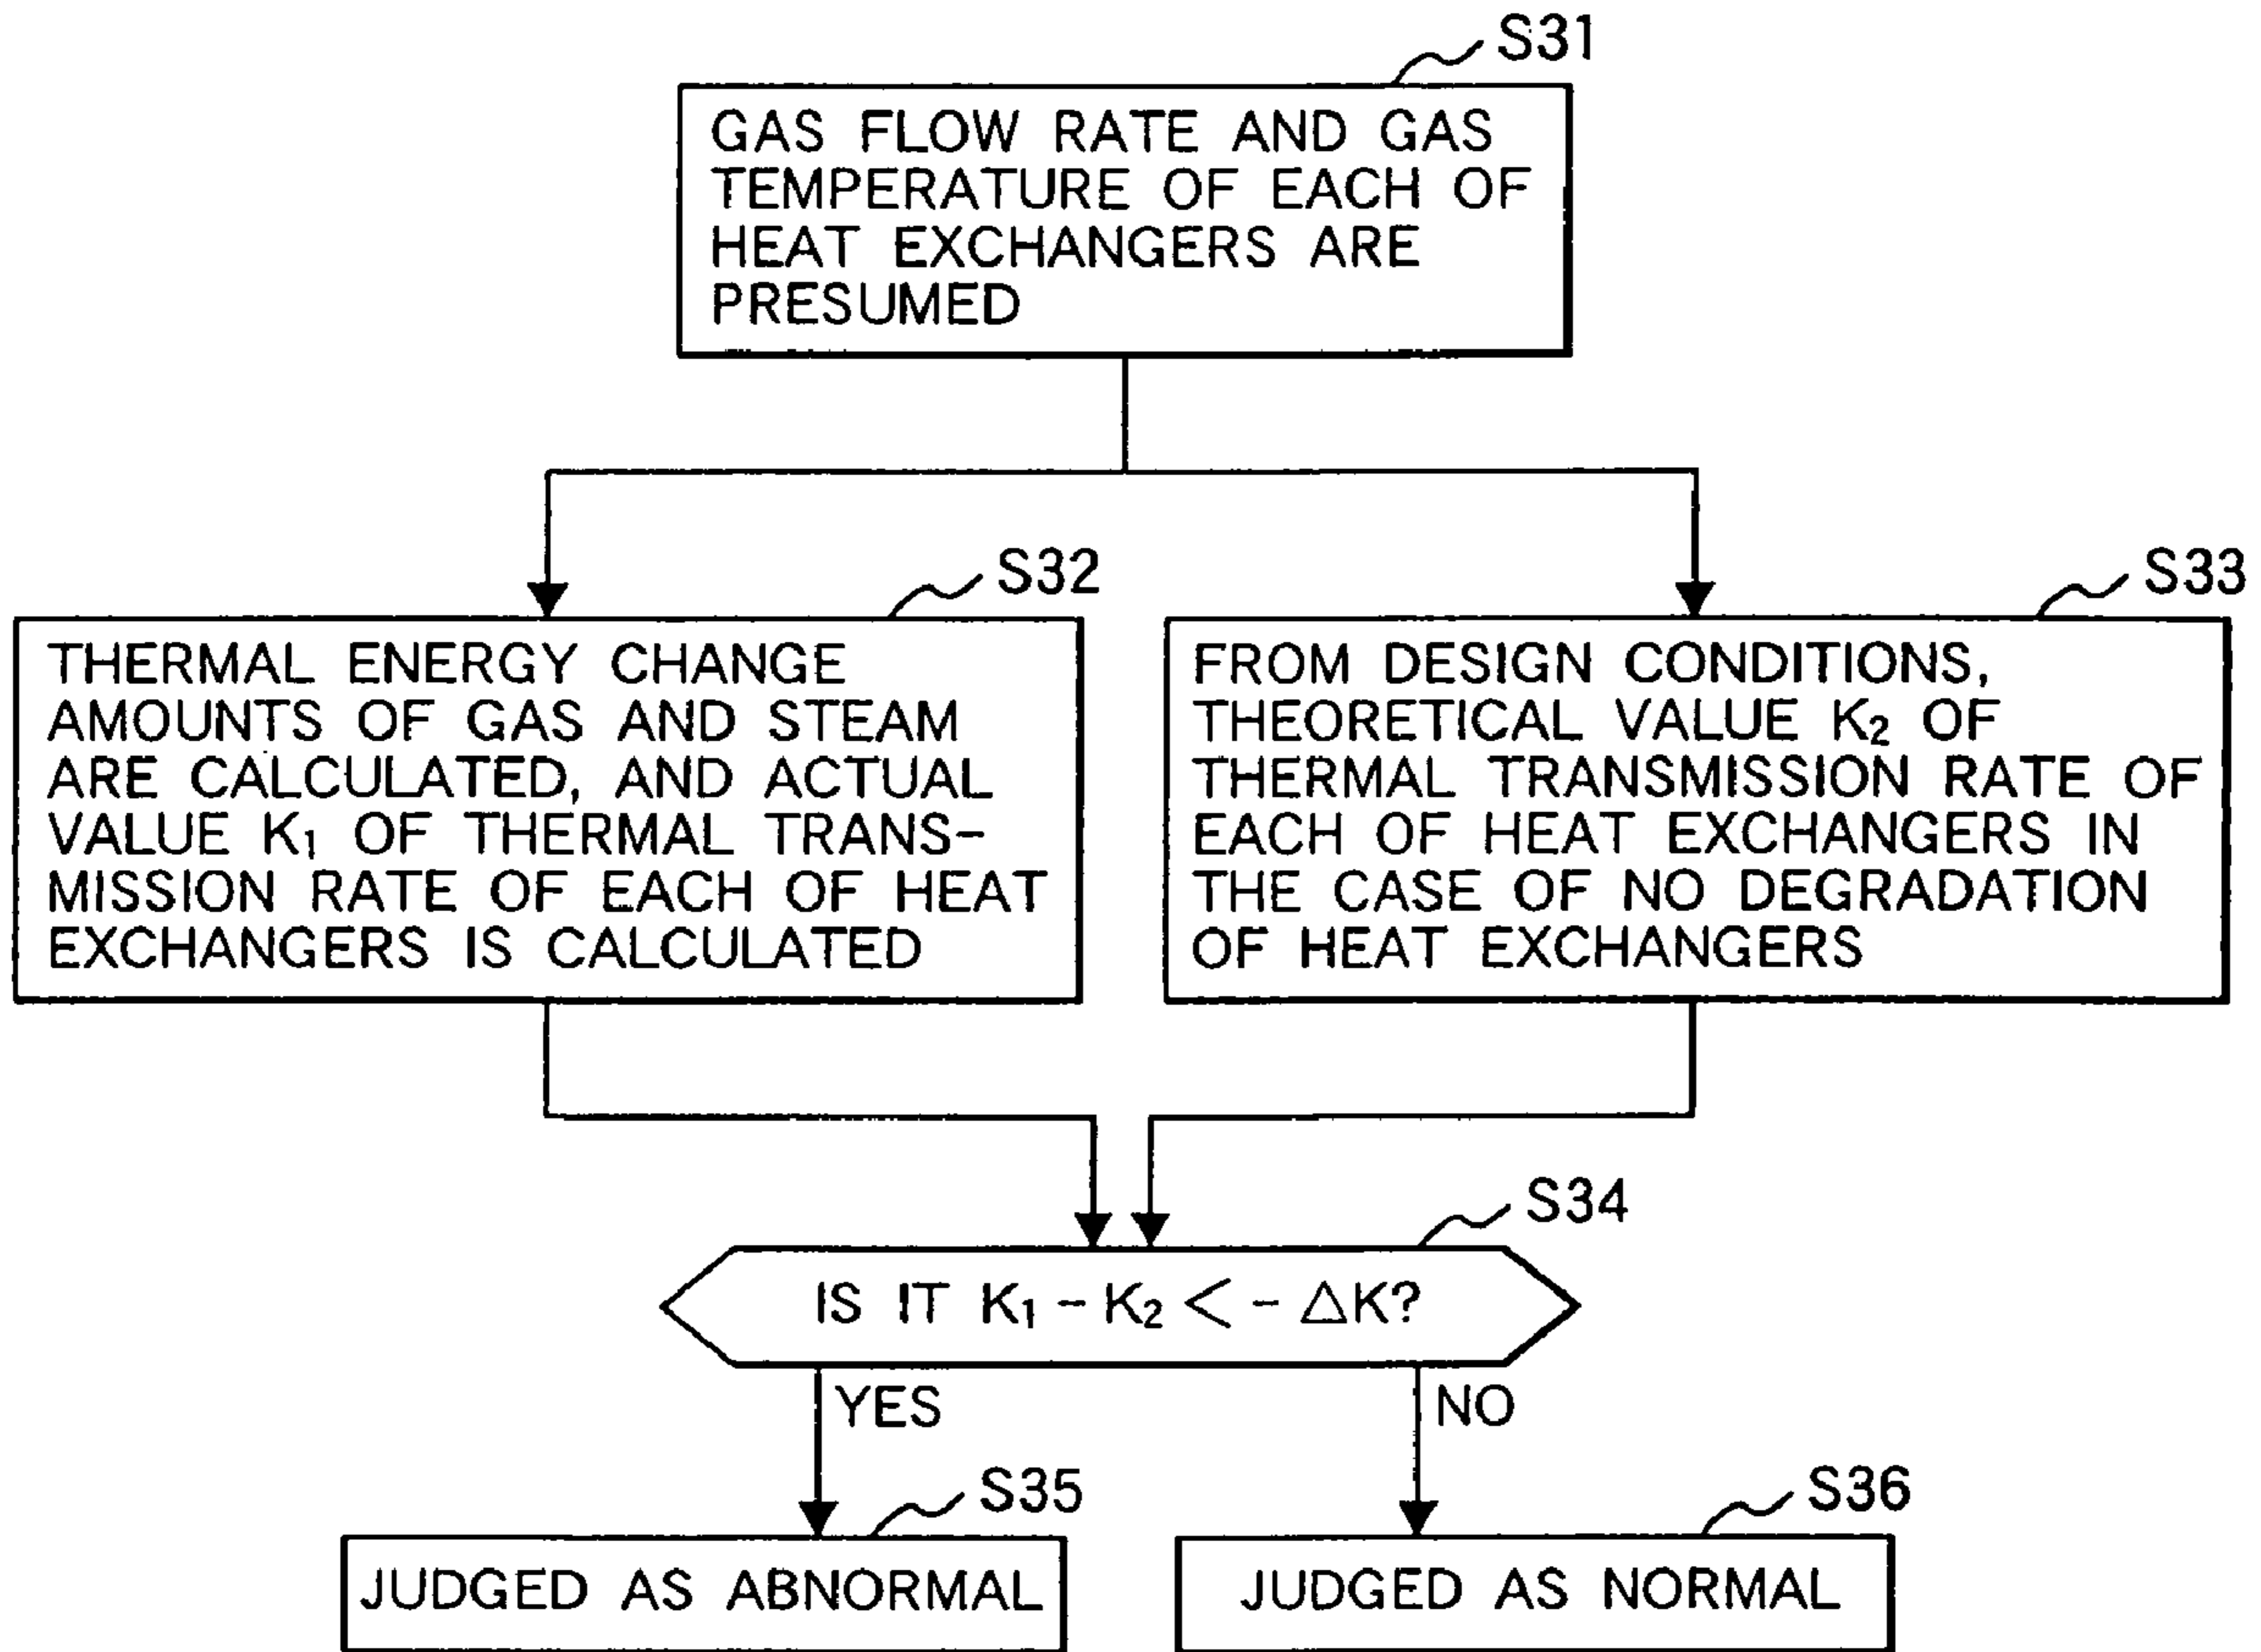 S31
GAS FLOW RATE AND GAS
TEMPERATURE OF EACH OF
HEAT EXCHANGERS ARE
PRESUMED
S32
THERMAL ENERGY CHANGE
AMOUNTS OF GAS AND STEAM
ARE CALCULATED, AND ACTUAL
VALUE K₁ OF THERMAL TRANS-
MISSION RATE OF EACH OF HEAT
EXCHANGERS IS CALCULATED
S33
FROM DESIGN CONDITIONS,
THEORETICAL VALUE K₂ OF
THERMAL TRANSMISSION RATE OF
EACH OF HEAT EXCHANGERS IN
THE CASE OF NO DEGRADATION
OF HEAT EXCHANGERS
S34
IS IT K₁ - K₂ < - △K?
YES
NO
S35
JUDGED AS ABNORMAL
S36
JUDGED AS NORMAL